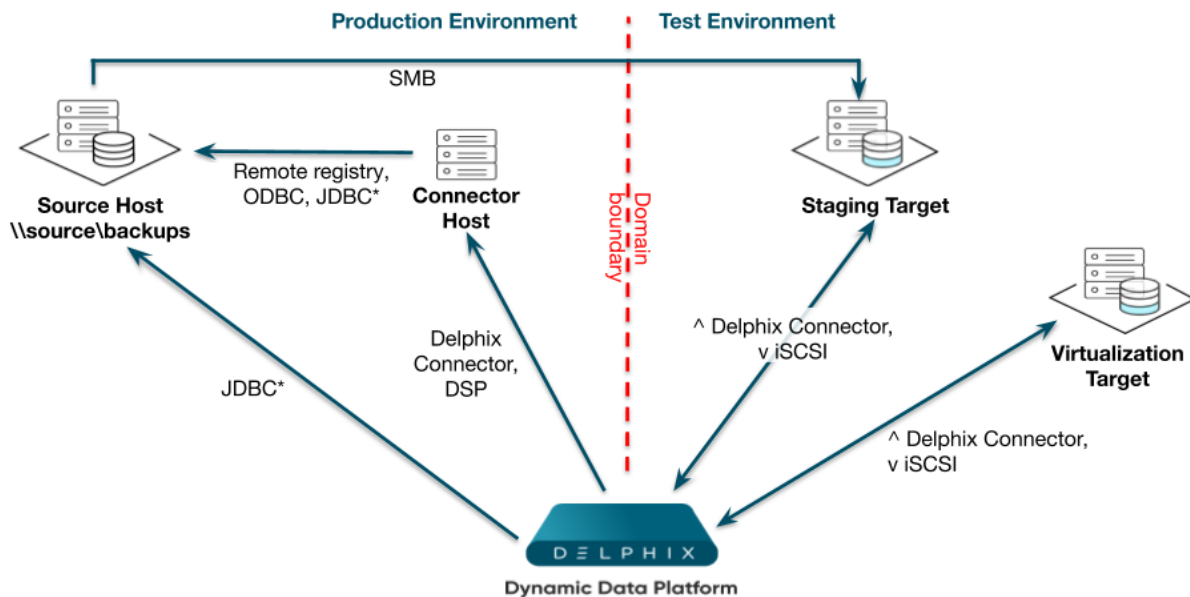 Production Environment
Test Environment
SMB
Remote registry,
ODBC, JDBC*
Source Host
\\source\backups
Connector
Host
Domain
boundary
Staging Target
Virtualization
Target
JDBC*
Delphix
Connector,
DSP
^ Delphix Connector,
v iSCSI
^ Delphix Connector,
v iSCSI
DELPHIX
Dynamic Data Platform